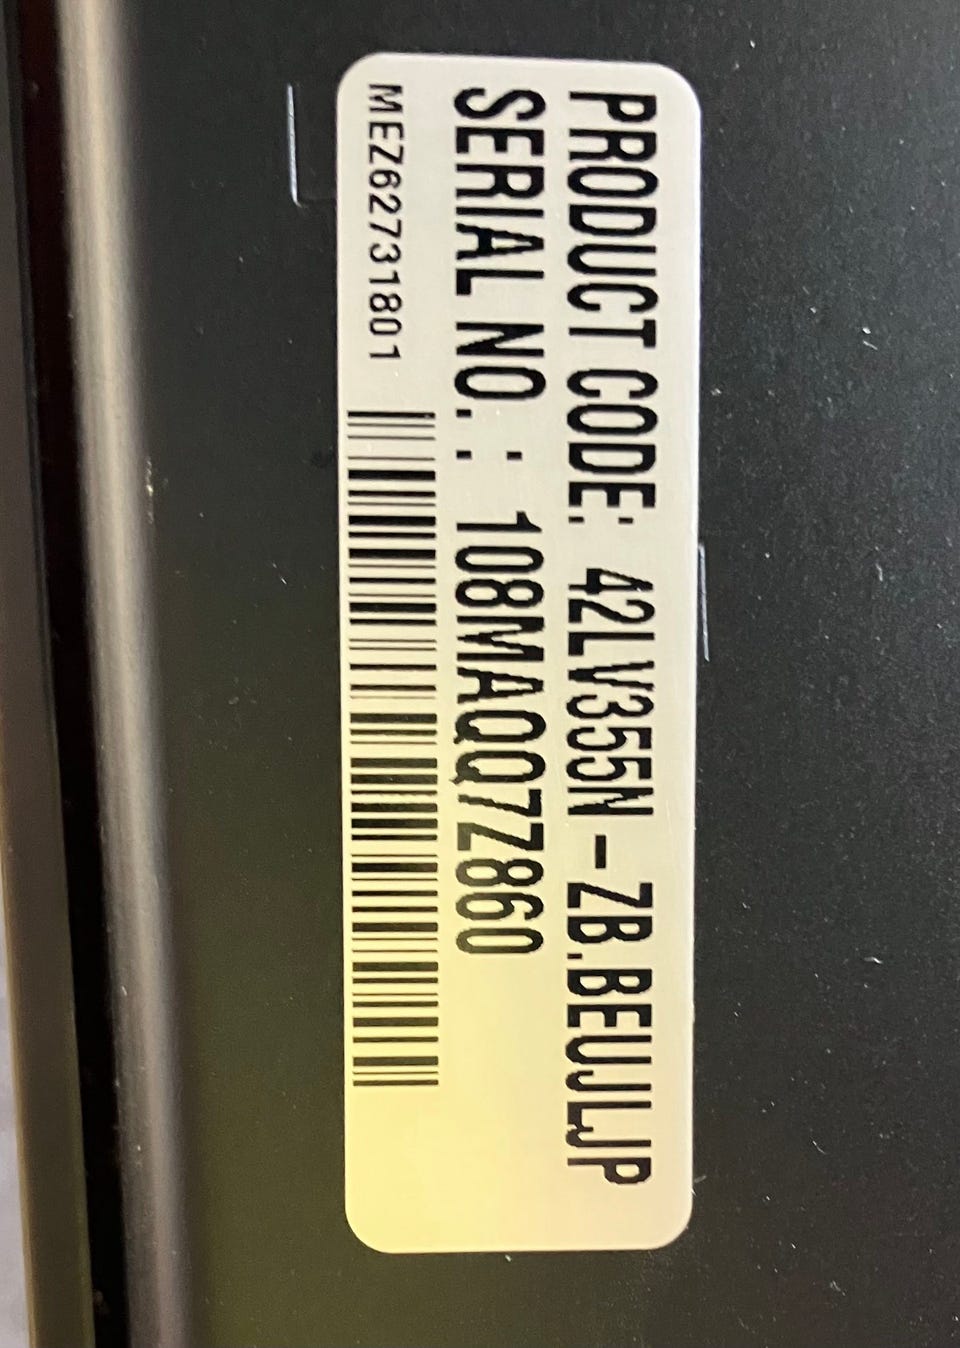 PRODUCT CODE: 42LV355N-ZB.BEUJLJP
SERIAL NO. : 108MAQQ7Z860
MEZ62731801